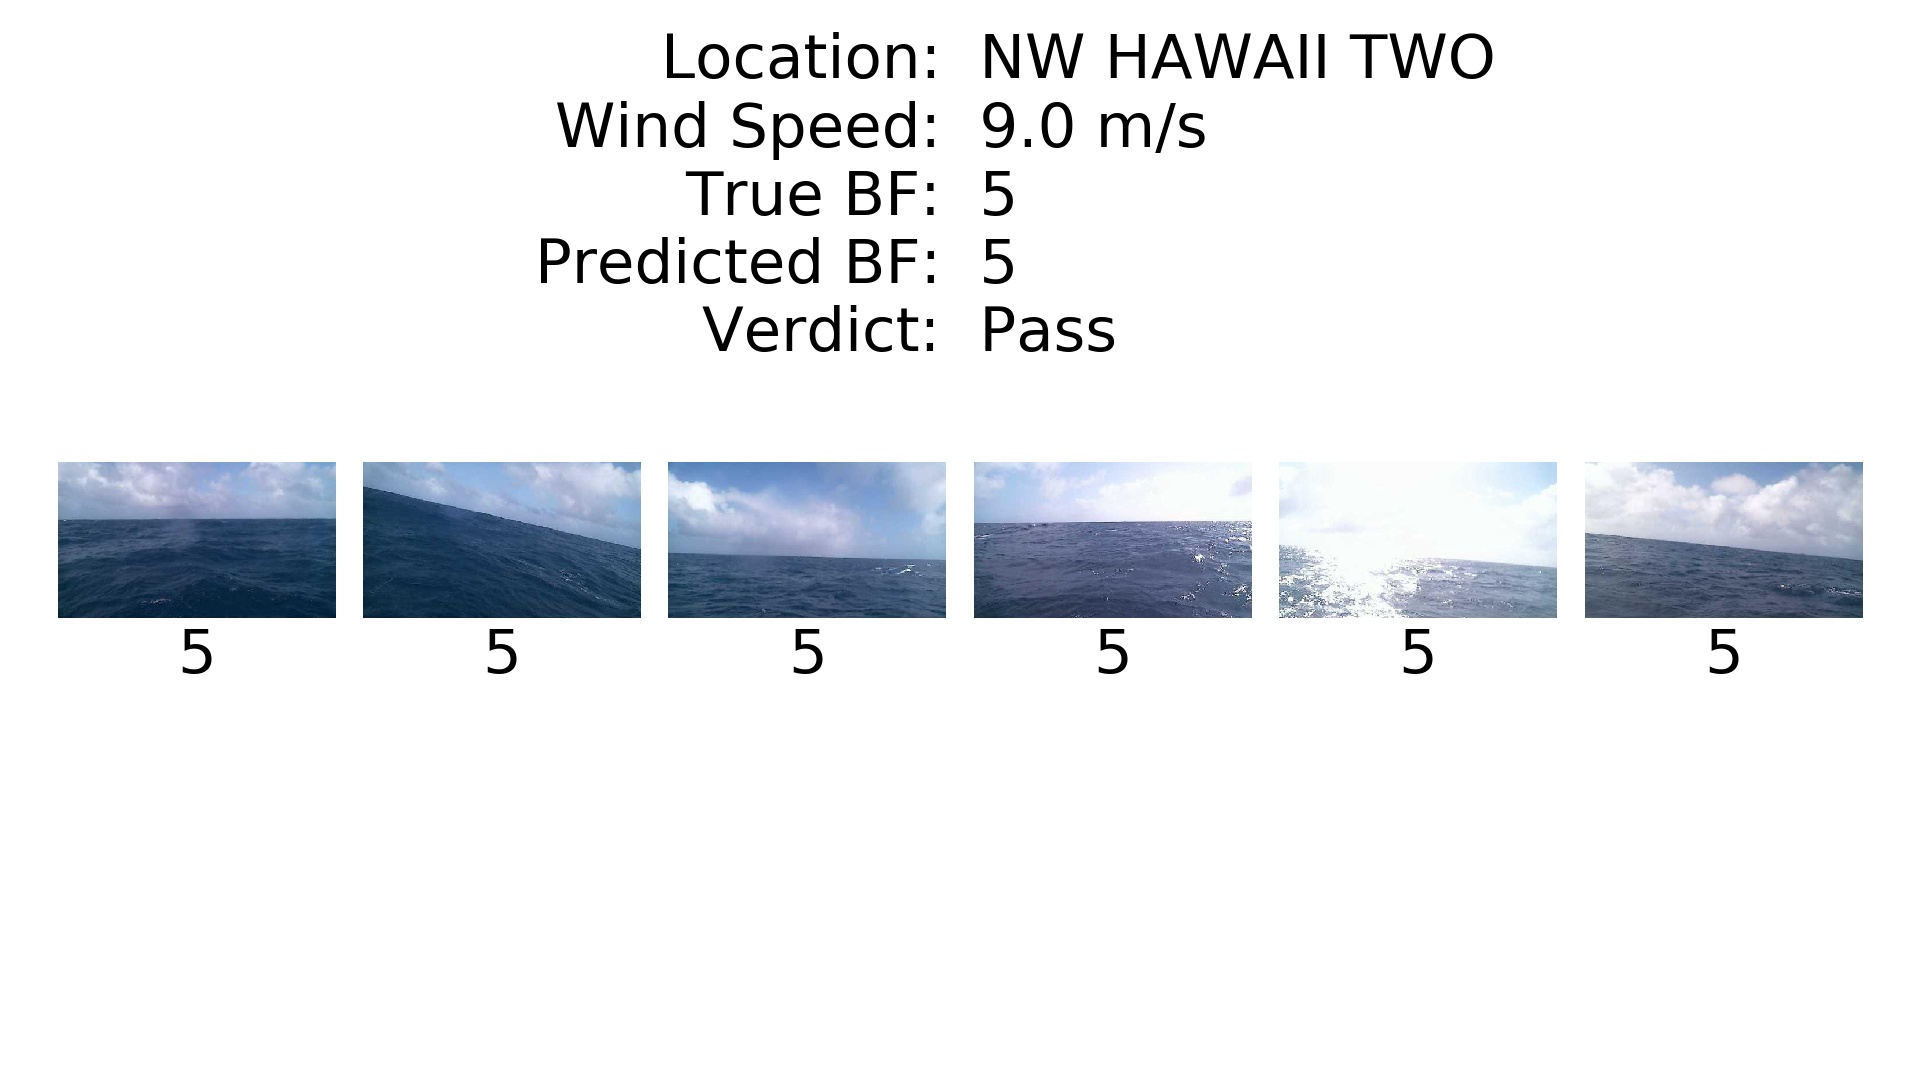 Location: NW HAWAII TWO
Wind Speed: 9.0 m/s
True BF: 5
Predicted BF: 5
Verdict: Pass
5 5 5 5 5 5